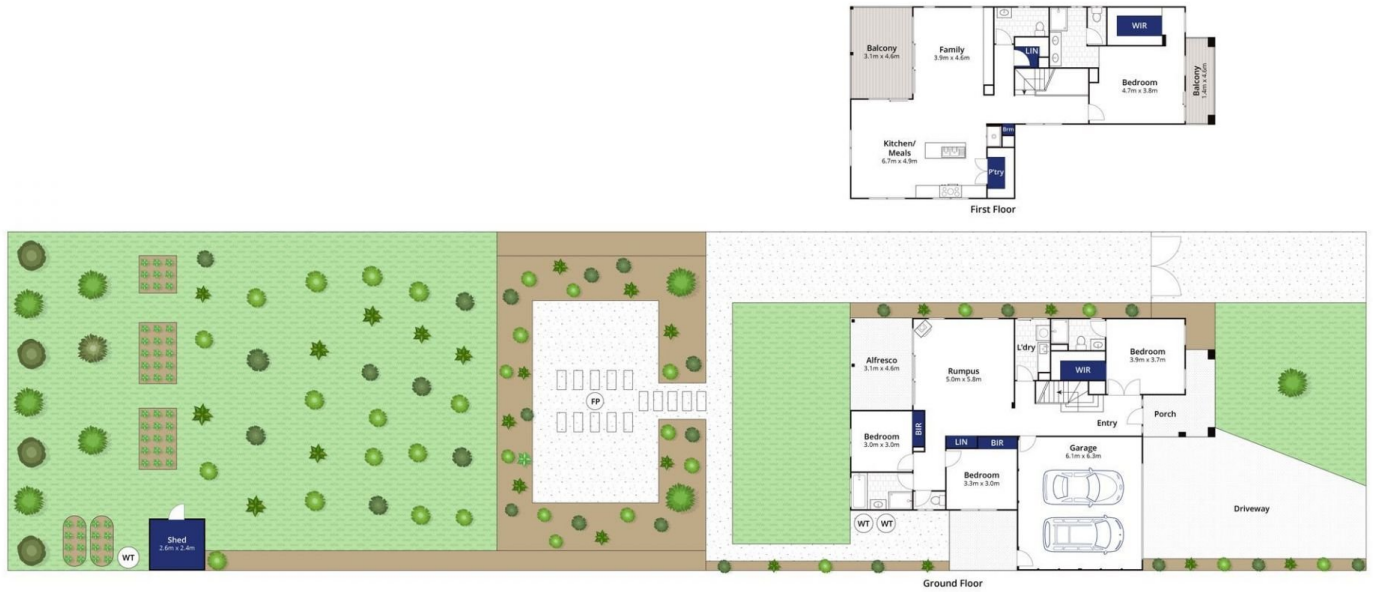 Balcony
3.1m x 4.6m
Family
3.9m x 4.6m
LIN
WIR
Bedroom
4.7m x 3.8m
Balcony
1.4m x 4.6m
Kitchen/
Meals
6.7m x 4.9m
Brm
P'try
First Floor
Alfresco
3.1m x 4.6m
Rumpus
5.0m x 5.8m
L'dry
WIR
Bedroom
3.9m x 3.7m
Entry
Porch
FP
Bedroom
3.0m x 3.0m
BIR
LIN
BIR
Bedroom
3.3m x 3.0m
Garage
6.1m x 6.3m
Driveway
WT
WT
Shed
2.6m x 2.4m
WT
Ground Floor